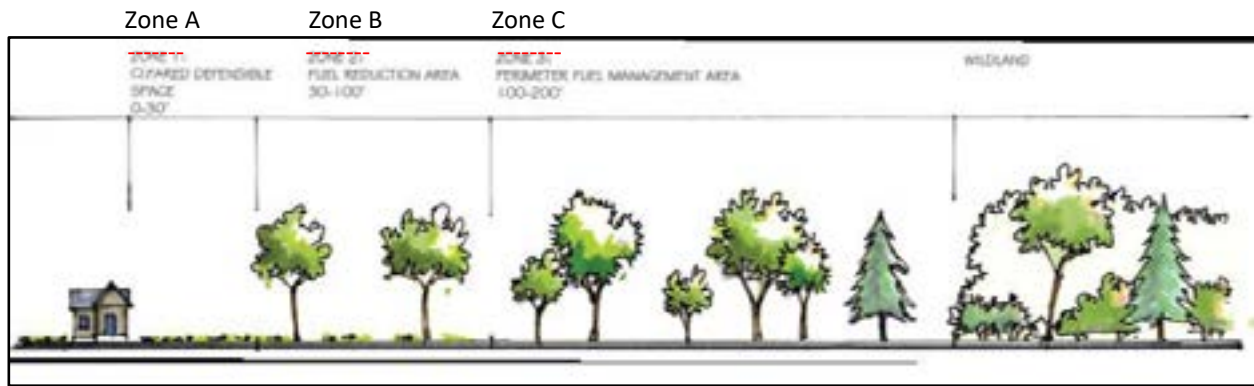 Zone A
Zone B
Zone C
ZONE 1:
CLEARED DEFENSIBLE
SPACE
0-30'
ZONE 2:
FUEL REDUCTION AREA
30-100'
ZONE 3:
PERIMETER FUEL MANAGEMENT AREA
100-200'
WILDLAND